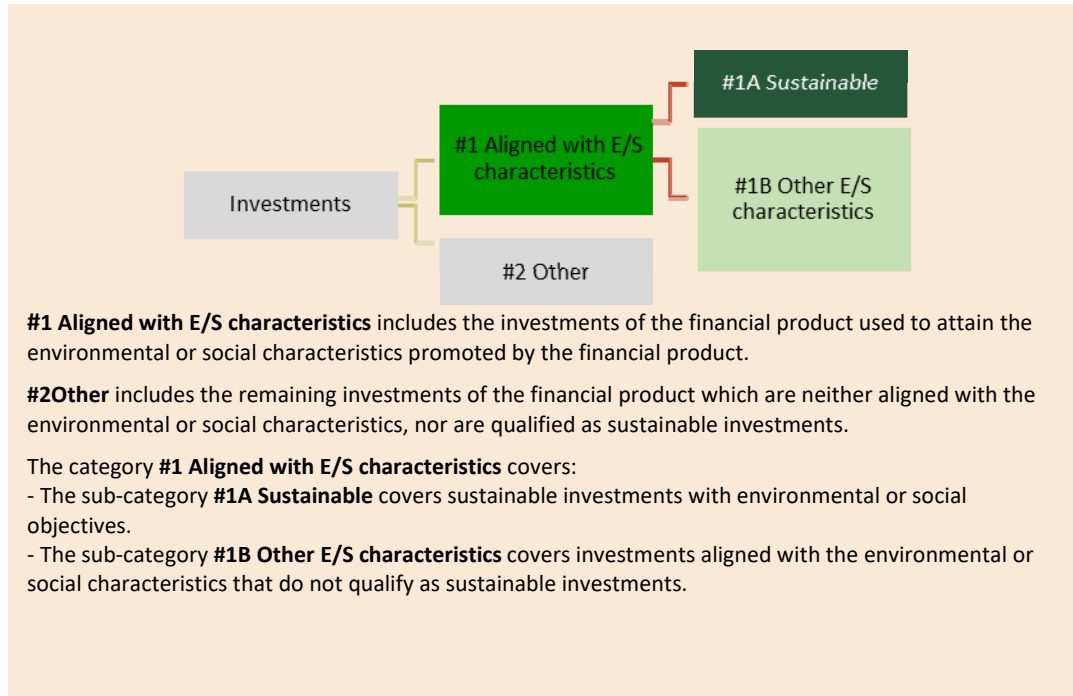 #1A Sustainable
#1 Aligned with E/S
characteristics
#1B Other E/S
characteristics
Investments
#2 Other
#1 Aligned with E/S characteristics includes the investments of the financial product used to attain the
environmental or social characteristics promoted by the financial product.
#2Other includes the remaining investments of the financial product which are neither aligned with the
environmental or social characteristics, nor are qualified as sustainable investments.
The category #1 Aligned with E/S characteristics covers:
- The sub-category #1A Sustainable covers sustainable investments with environmental or social
objectives.
- The sub-category #1B Other E/S characteristics covers investments aligned with the environmental or
social characteristics that do not qualify as sustainable investments.